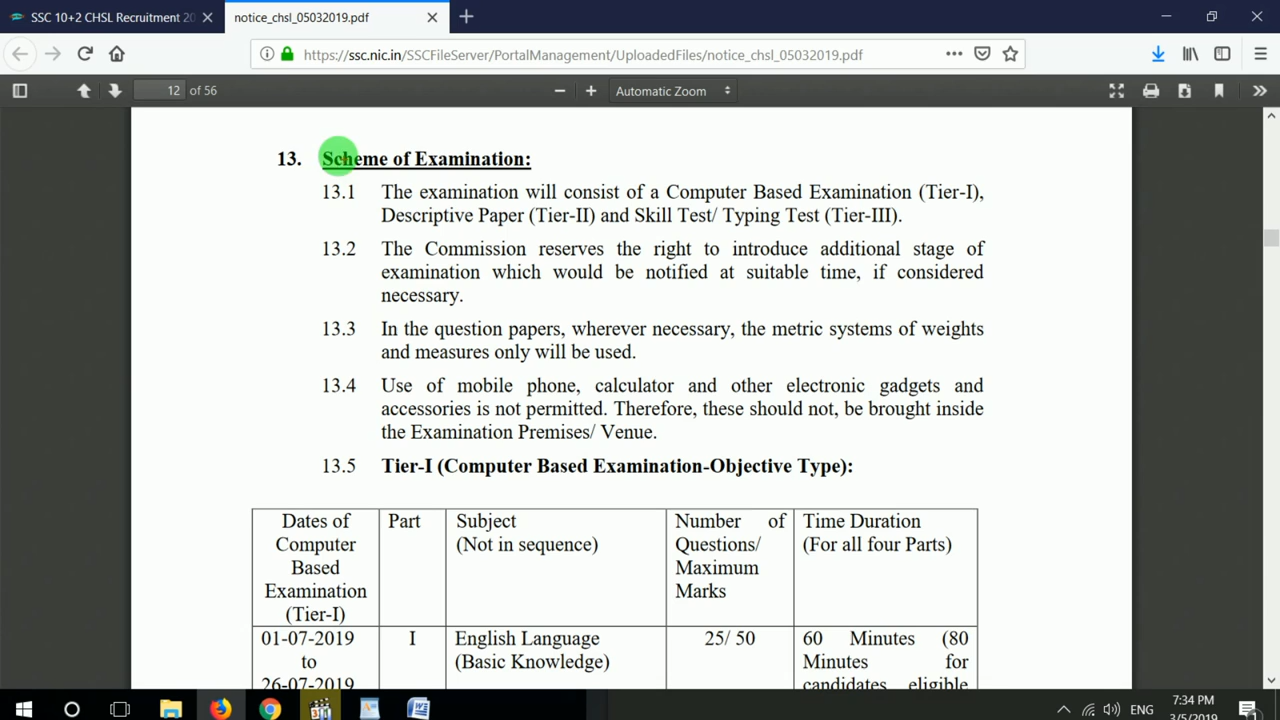 SSC 10+2 CHSL Recruitment 20
notice_chsl_05032019.pdf
https://ssc.nic.in/SSCFileServer/PortalManagement/UploadedFiles/notice_chsl_05032019.pdf
12 of 56
Automatic Zoom
13. Scheme of Examination:
13.1 The examination will consist of a Computer Based Examination (Tier-I),
Descriptive Paper (Tier-II) and Skill Test/ Typing Test (Tier-III).
13.2 The Commission reserves the right to introduce additional stage of
examination which would be notified at suitable time, if considered
necessary.
13.3 In the question papers, wherever necessary, the metric systems of weights
and measures only will be used.
13.4 Use of mobile phone, calculator and other electronic gadgets and
accessories is not permitted. Therefore, these should not, be brought inside
the Examination Premises/ Venue.
13.5 Tier-I (Computer Based Examination-Objective Type):
Dates of
Computer
Based
Examination
(Tier-I)
Part
Subject
(Not in sequence)
Number of
Questions/
Maximum
Marks
Time Duration
(For all four Parts)
01-07-2019
to
26-07-2019
I
English Language
(Basic Knowledge)
25/ 50
60 Minutes (80
Minutes for
candidates eligible
ENG
7:34 PM
3/5/2019